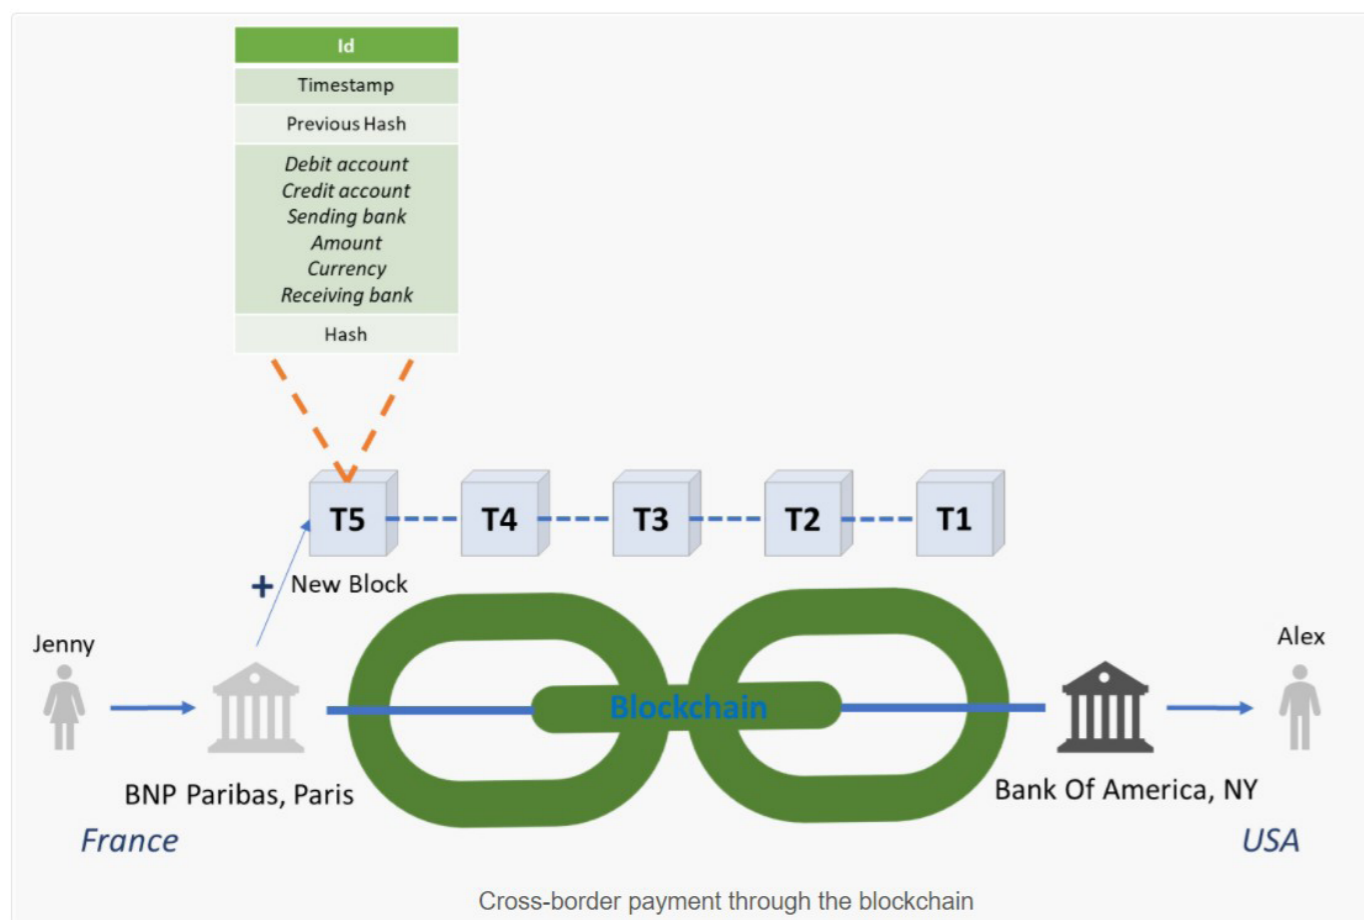 Id
Timestamp
Previous Hash
Debit account
Credit account
Sending bank
Amount
Currency
Receiving bank
Hash
T5
T4
T3
T2
T1
+ New Block
Jenny
Alex
Blockchain
BNP Paribas, Paris
Bank Of America, NY
France
USA
Cross-border payment through the blockchain